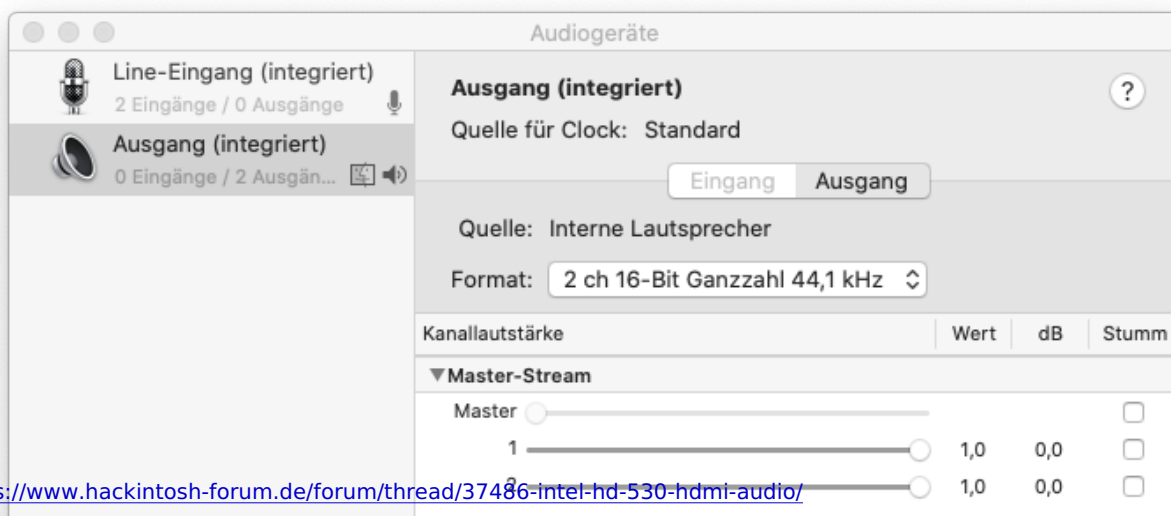 Audiogeräte
Line-Eingang (integriert)
2 Eingänge / 0 Ausgänge
Ausgang (integriert)
0 Eingänge / 2 Ausgän...
Ausgang (integriert)
?
Quelle für Clock: Standard
Eingang Ausgang
Quelle: Interne Lautsprecher
Format: 2 ch 16-Bit Ganzzahl 44,1 kHz
Kanallautstärke Wert dB Stumm
Master-Stream
Master
1 1,0 0,0
2 1,0 0,0
s://www.hackintosh-forum.de/forum/thread/37486-intel-hd-530-hdmi-audio/